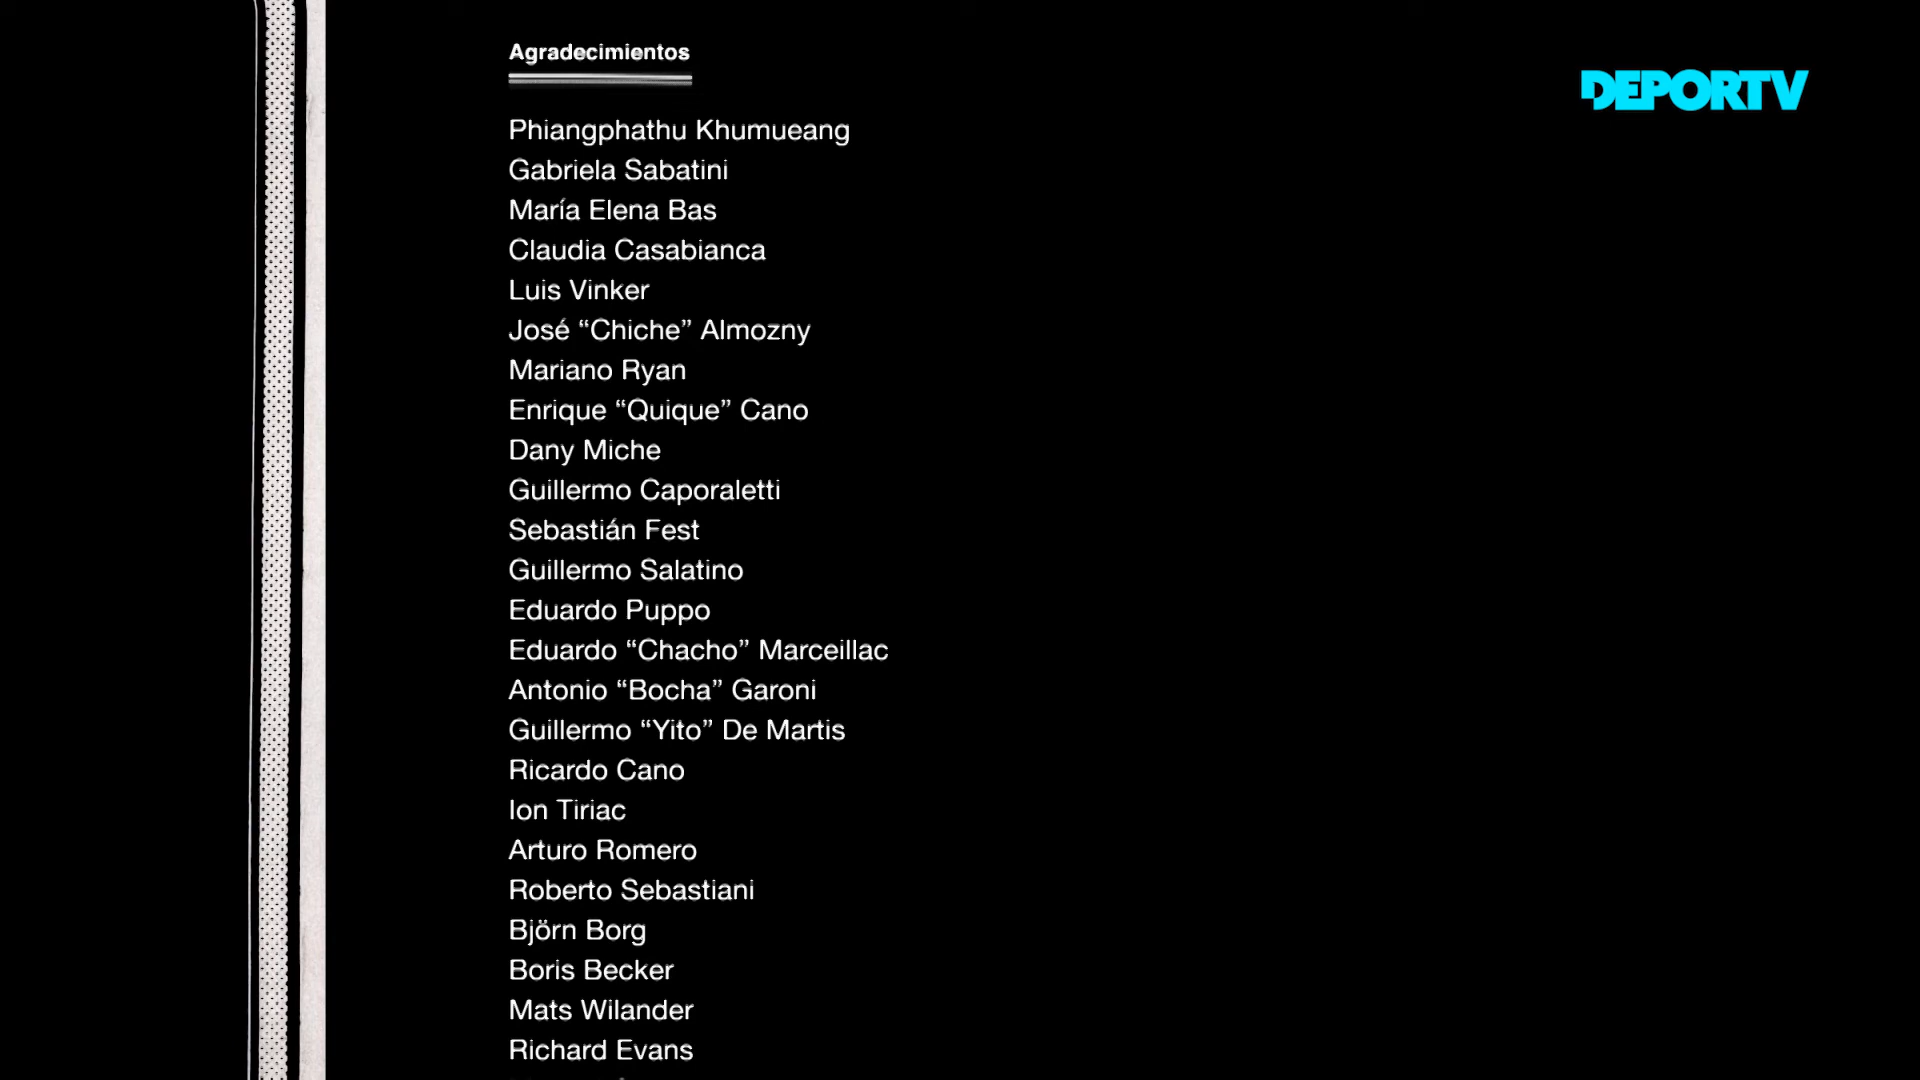 Agradecimientos
DEPORTV
Phiangphathu Khumueang
Gabriela Sabatini
María Elena Bas
Claudia Casabianca
Luis Vinker
José “Chiche” Almozny
Mariano Ryan
Enrique “Quique” Cano
Dany Miche
Guillermo Caporaletti
Sebastián Fest
Guillermo Salatino
Eduardo Puppo
Eduardo “Chacho” Marceillac
Antonio “Bocha” Garoni
Guillermo “Yito” De Martis
Ricardo Cano
Ion Tiriac
Arturo Romero
Roberto Sebastiani
Björn Borg
Boris Becker
Mats Wilander
Richard Evans